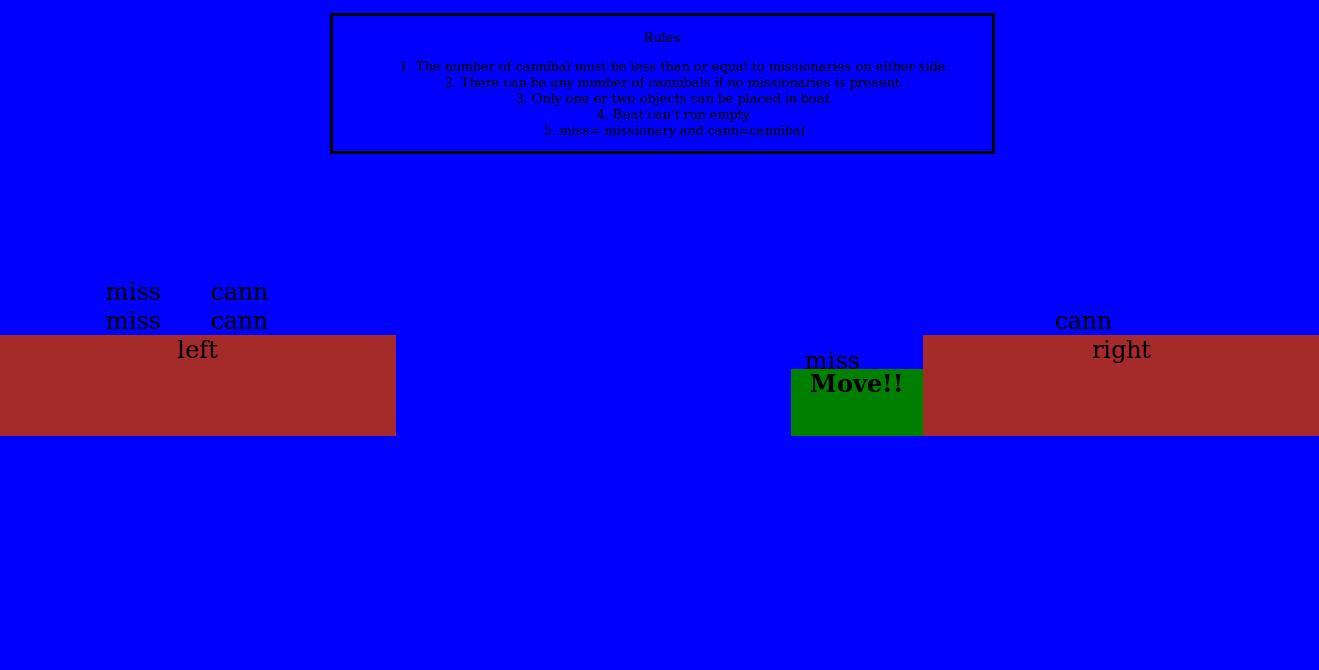 Rules
1. The number of cannibal must be less than or equal to missionaries on either side.
2. There can be any number of cannibals if no missionaries is present.
3. Only one or two objects can be placed in boat.
4. Boat can't run empty.
5. miss= missionary and cann=cannibal
miss cann
miss cann
cann
left
right
miss
Move!!